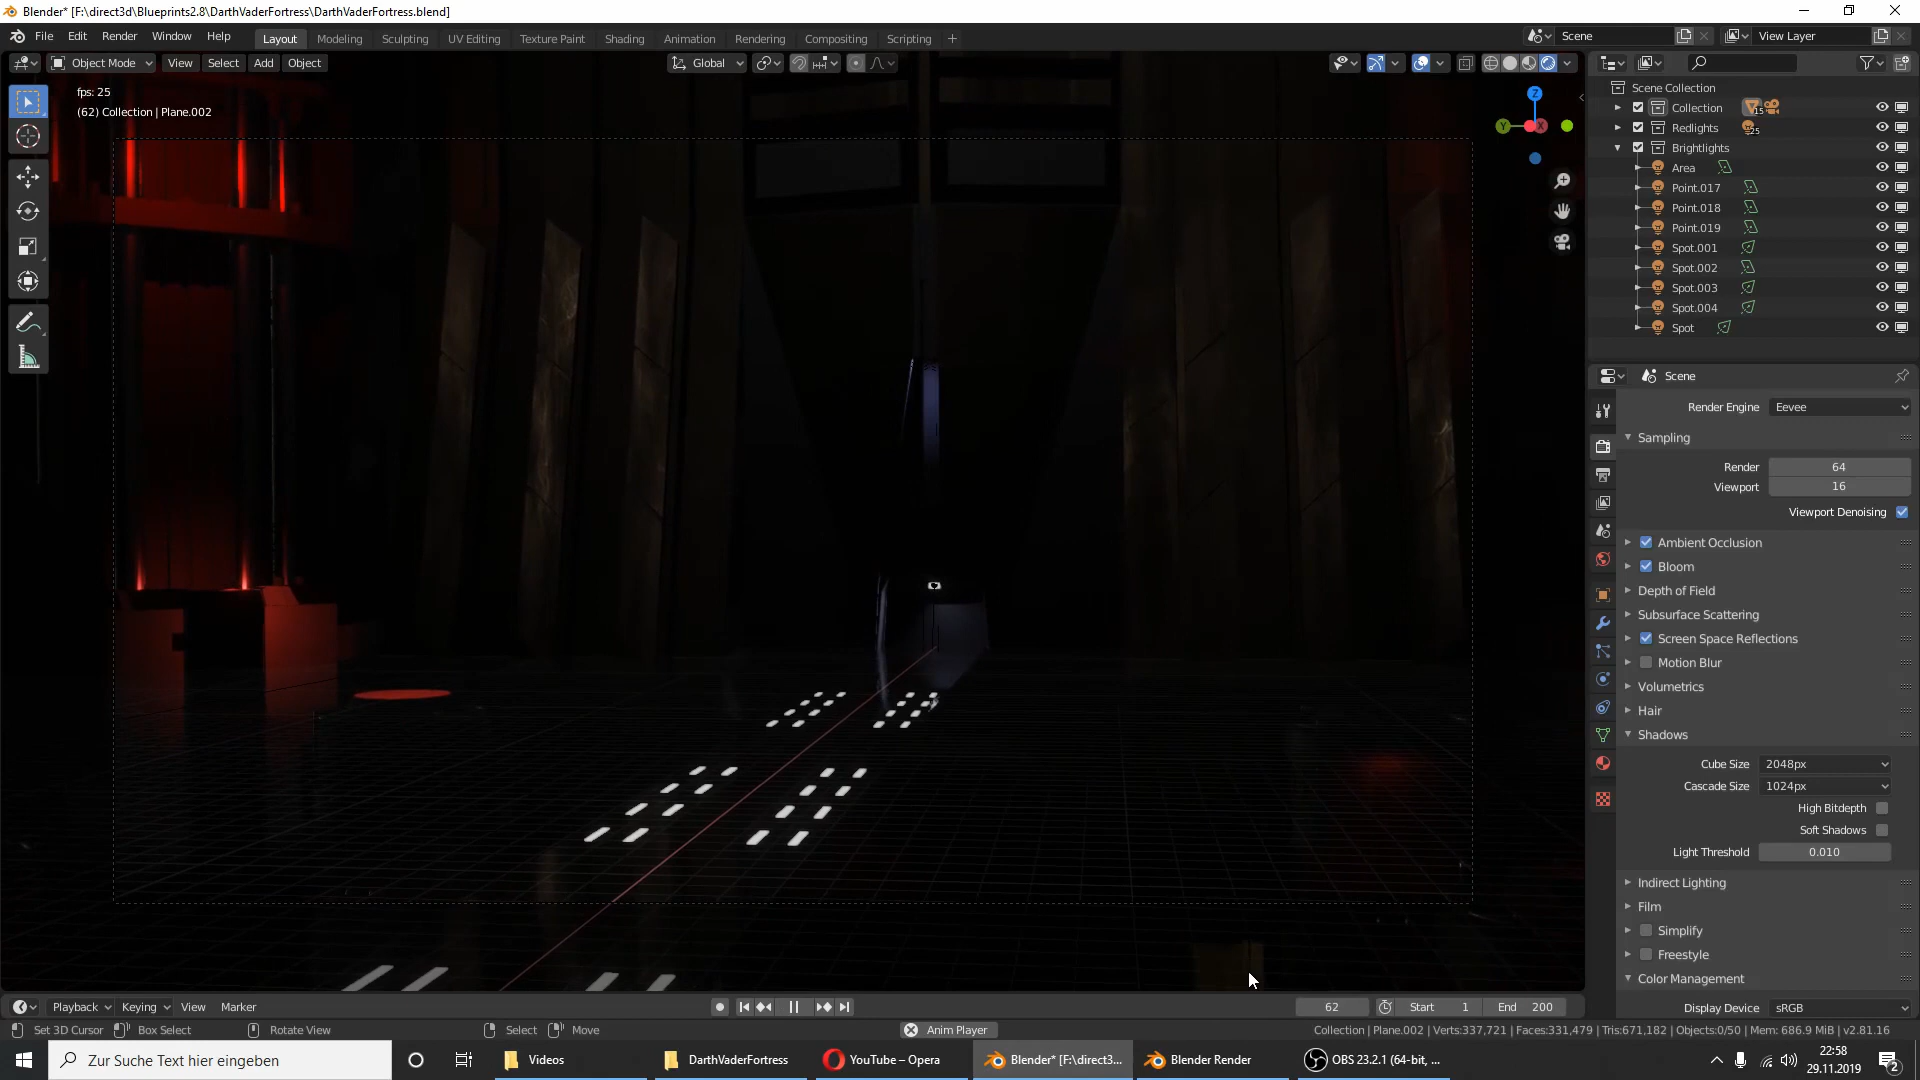 Blender* [F:\direct3d\Blueprints2.8\DarthVaderFortress\DarthVaderFortress.blend]
File Edit Render Window Help Layout Modeling Sculpting UV Editing Texture Paint Shading Animation Rendering Compositing Scripting + Scene View Layer
Object Mode View Select Add Object Global
fps: 25
(62) Collection | Plane.002
Z
Y X
Scene Collection
Collection 15
Redlights 25
Brightlights
Area
Point.017
Point.018
Point.019
Spot.001
Spot.002
Spot.003
Spot.004
Spot
Scene
Render Engine Eevee
Sampling
Render 64
Viewport 16
Viewport Denoising
Ambient Occlusion
Bloom
Depth of Field
Subsurface Scattering
Screen Space Reflections
Motion Blur
Volumetrics
Hair
Shadows
Cube Size 2048px
Cascade Size 1024px
High Bitdepth
Soft Shadows
Light Threshold 0.010
Indirect Lighting
Film
Simplify
Freestyle
Color Management
Display Device sRGB
Playback Keying View Marker 62 Start 1 End 200
Set 3D Cursor Box Select Rotate View Select Move Anim Player Collection | Plane.002 | Verts:337,721 | Faces:331,479 | Tris:671,182 | Objects:0/50 | Mem: 686.9 MiB | v2.81.16
Zur Suche Text hier eingeben Videos DarthVaderFortress YouTube – Opera Blender* [F:\direct3... Blender Render OBS 23.2.1 (64-bit, ... 22:58
29.11.2019 2